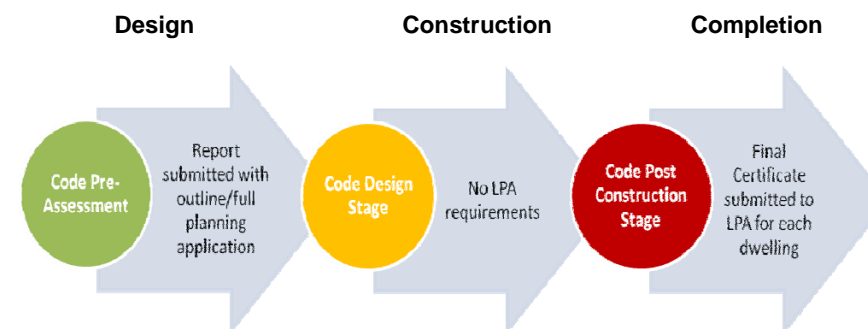 Design
Construction
Completion
Code Pre-
Assessment
Report
submitted with
outline/full
planning
application
Code Design
Stage
No LPA
requirements
Code Post
Construction
Stage
Final
Certificate
submitted to
LPA for each
dwelling